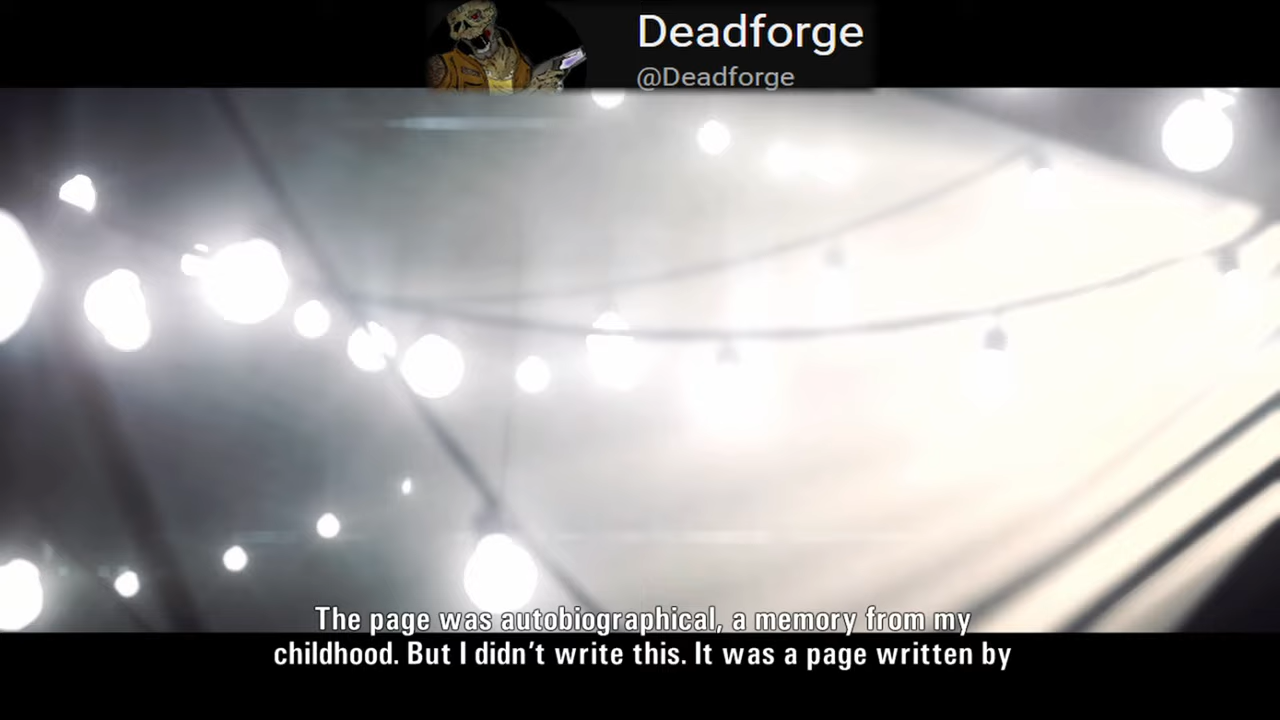 Deadforge
@Deadforge
The page was autobiographical, a memory from my
childhood. But I didn't write this. It was a page written by